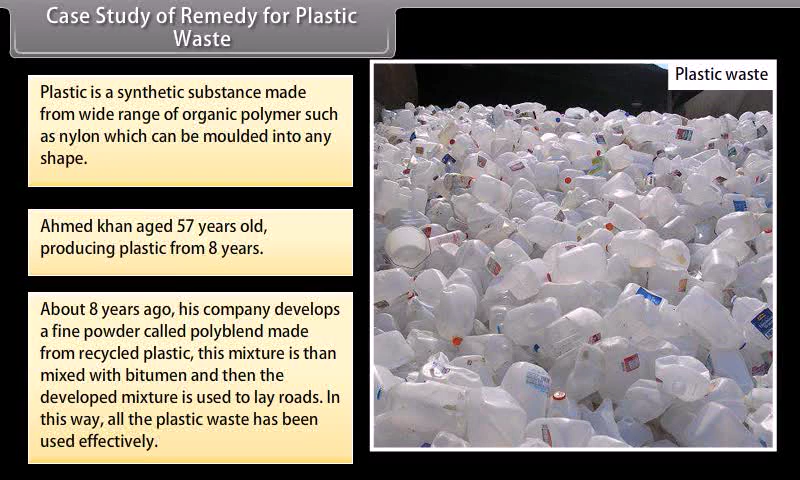 Case Study of Remedy for Plastic
Waste
Plastic waste
Plastic is a synthetic substance made
from wide range of organic polymer such
as nylon which can be moulded into any
shape.
Ahmed khan aged 57 years old,
producing plastic from 8 years.
About 8 years ago, his company develops
a fine powder called polyblend made
from recycled plastic, this mixture is than
mixed with bitumen and then the
developed mixture is used to lay roads. In
this way, all the plastic waste has been
used effectively.